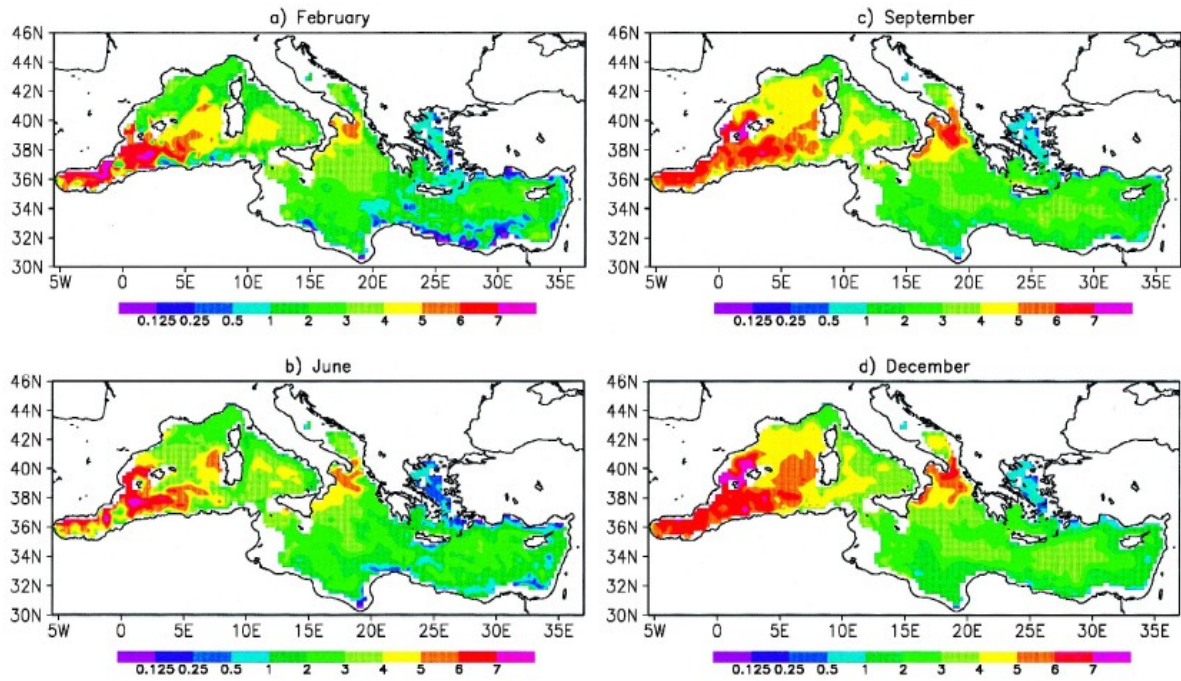 a) February
46N
44N
42N
40N
38N
36N
34N
32N
30N
5W 0 5E 10E 15E 20E 25E 30E 35E
0.125 0.25 0.5 1 2 3 4 5 6 7
c) September
46N
44N
42N
40N
38N
36N
34N
32N
30N
5W 0 5E 10E 15E 20E 25E 30E 35E
0.125 0.25 0.5 1 2 3 4 5 6 7
b) June
46N
44N
42N
40N
38N
36N
34N
32N
30N
5W 0 5E 10E 15E 20E 25E 30E 35E
0.125 0.25 0.5 1 2 3 4 5 6 7
d) December
46N
44N
42N
40N
38N
36N
34N
32N
30N
5W 0 5E 10E 15E 20E 25E 30E 35E
0.125 0.25 0.5 1 2 3 4 5 6 7